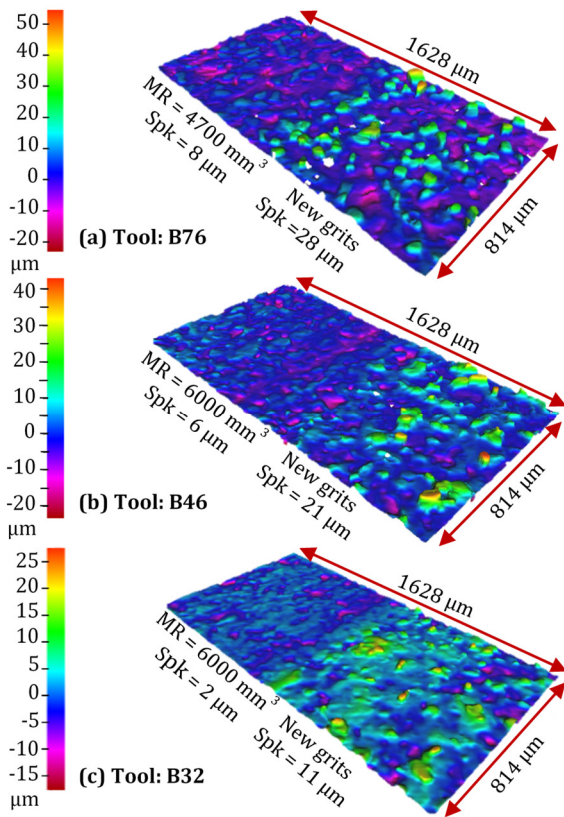 50
40
30
20
10
0
-10
-20
μm
1628 μm
814 μm
MR = 4700 mm³
Spk = 8 μm
New grits
Spk =28 μm
(a) Tool: B76
40
30
20
10
0
-10
-20
μm
1628 μm
814 μm
MR = 6000 mm³
Spk = 6 μm
New grits
Spk = 21 μm
(b) Tool: B46
25
20
15
10
5
0
-5
-10
-15
μm
1628 μm
814 μm
MR = 6000 mm³
Spk = 2 μm
New grits
Spk = 11 μm
(c) Tool: B32